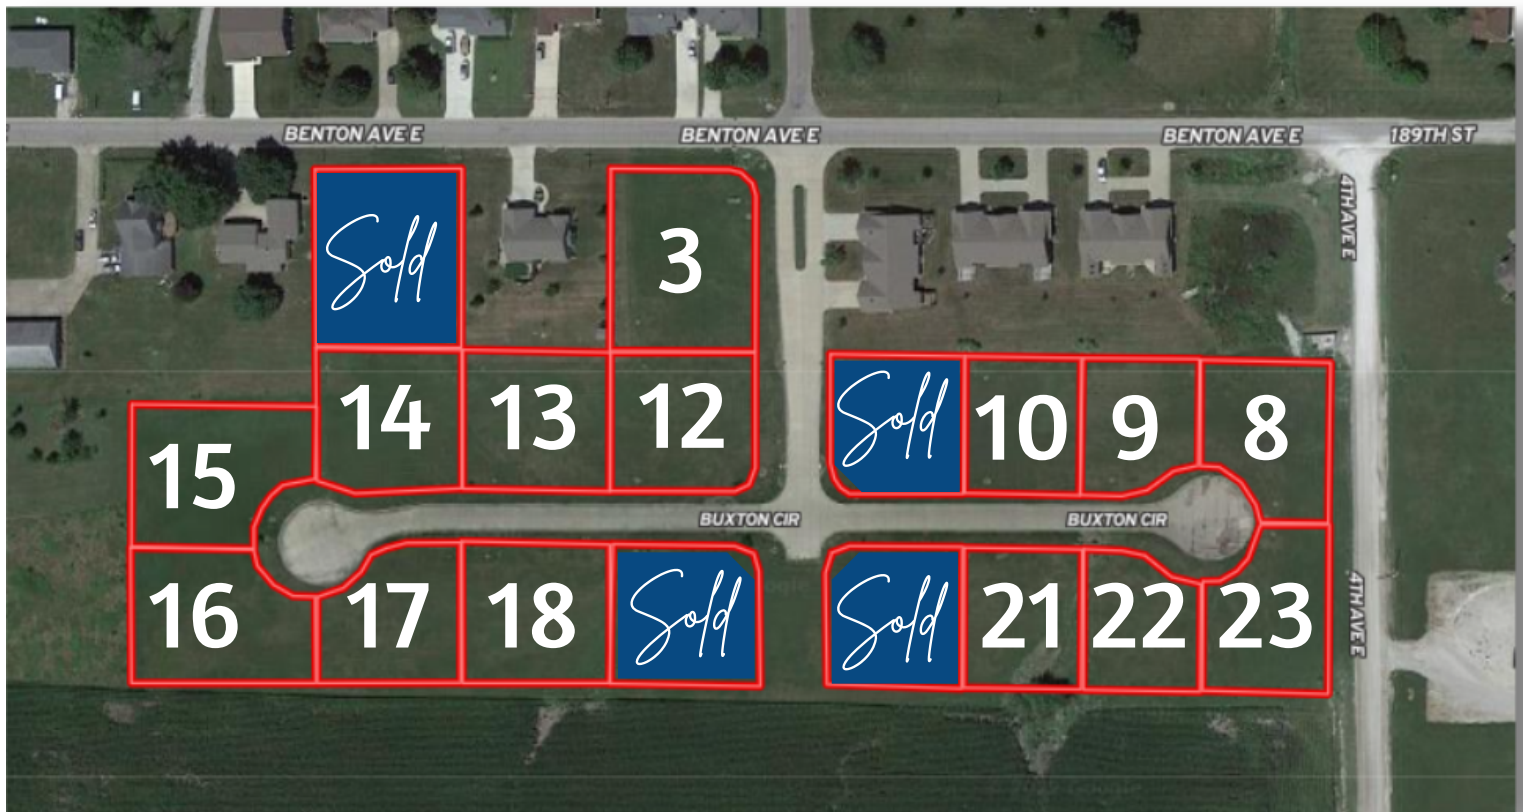 BENTON AVE E
BENTON AVE E
BENTON AVE E
189TH ST
4TH AVE E
Sold
3
14
13
12
Sold
10
9
8
15
BUXTON CIR
BUXTON CIR
16
17
18
Sold
Sold
21
22
23
4TH AVE E